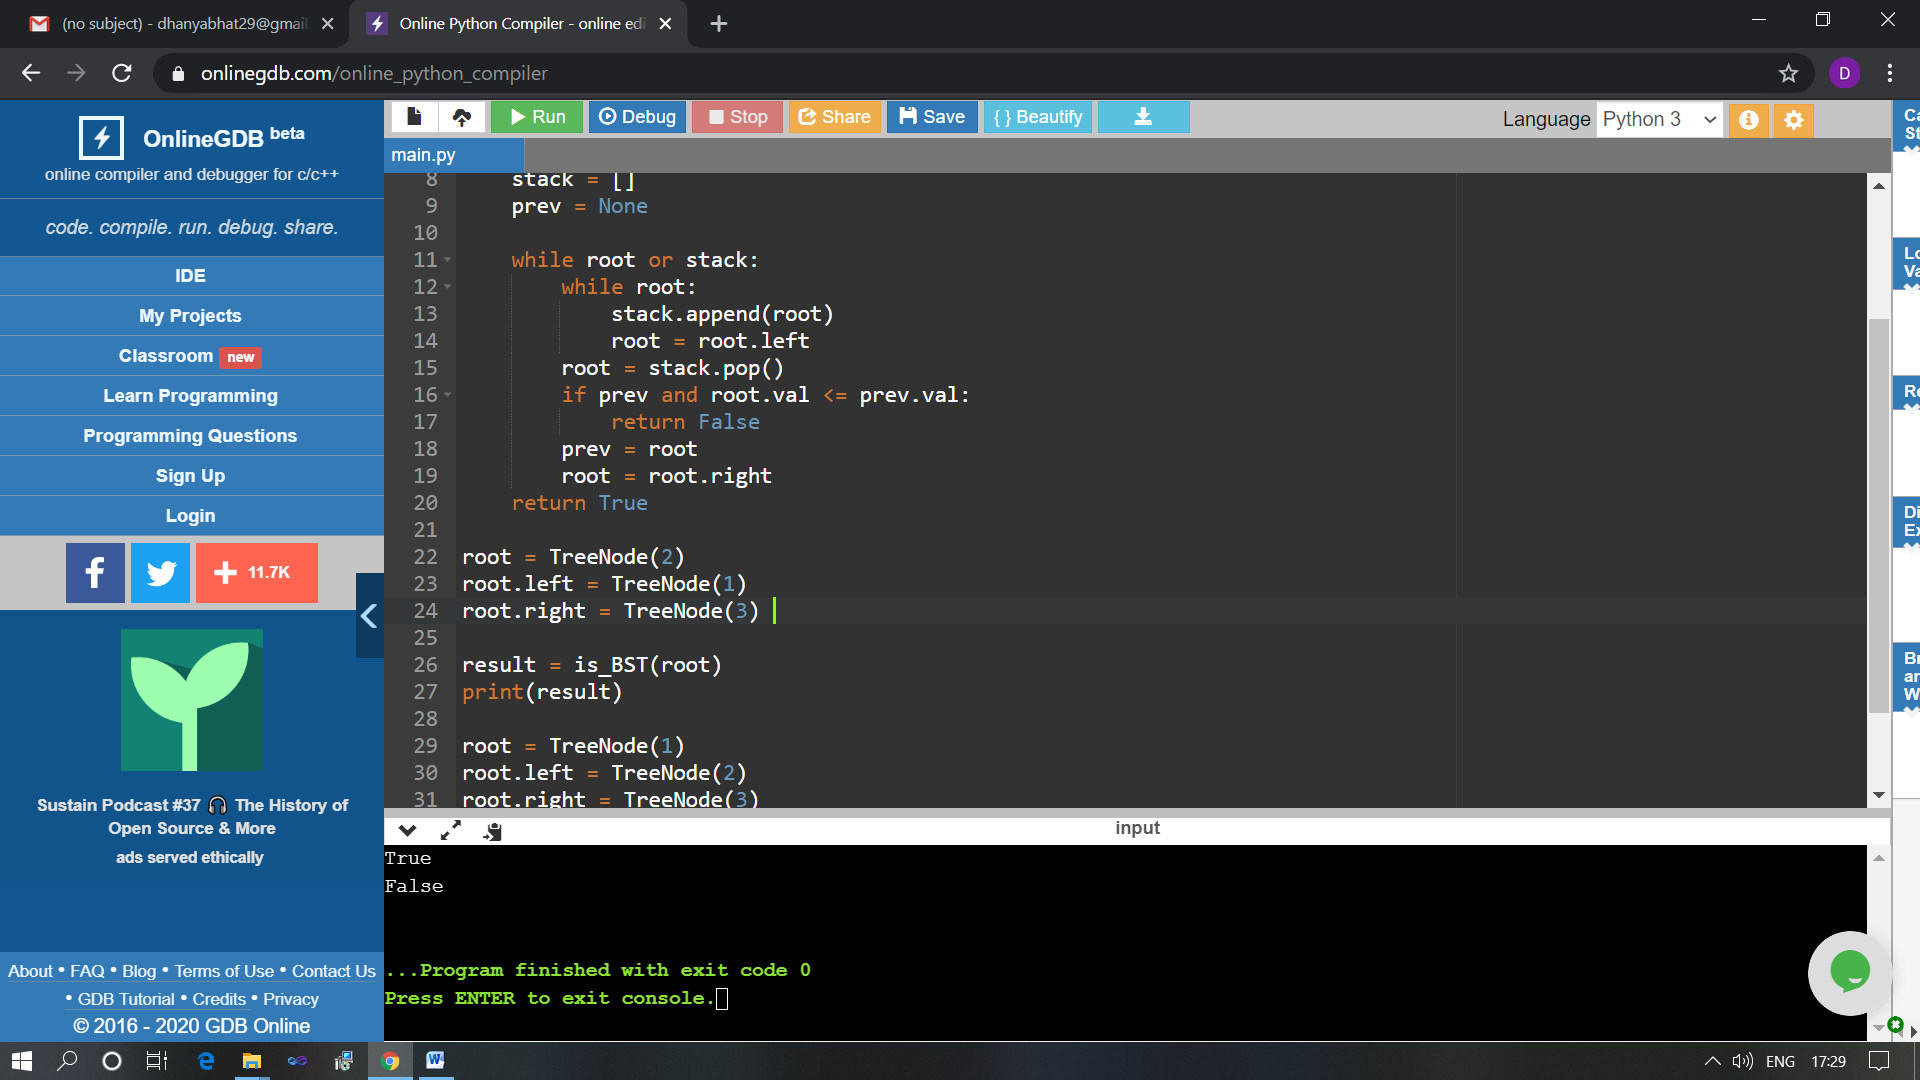 (no subject) - dhanyabhat29@gmai
Online Python Compiler - online edi
onlinegdb.com/online_python_compiler
D
OnlineGDB beta
online compiler and debugger for c/c++
code. compile. run. debug. share.
IDE
My Projects
Classroom new
Learn Programming
Programming Questions
Sign Up
Login
f
11.7K
Sustain Podcast #37 🎧 The History of
Open Source & More
ads served ethically
About • FAQ • Blog • Terms of Use • Contact Us
• GDB Tutorial • Credits • Privacy
© 2016 - 2020 GDB Online
Run Debug Stop Share Save { } Beautify
Language Python 3
main.py
8 stack = []
9 prev = None
10
11 while root or stack:
12 while root:
13 stack.append(root)
14 root = root.left
15 root = stack.pop()
16 if prev and root.val <= prev.val:
17 return False
18 prev = root
19 root = root.right
20 return True
21
22 root = TreeNode(2)
23 root.left = TreeNode(1)
24 root.right = TreeNode(3)
25
26 result = is_BST(root)
27 print(result)
28
29 root = TreeNode(1)
30 root.left = TreeNode(2)
31 root.right = TreeNode(3)
input
True
False
...Program finished with exit code 0
Press ENTER to exit console.
Ca
St
Lo
Va
Re
Di
Ex
Br
ar
W
ENG 17:29